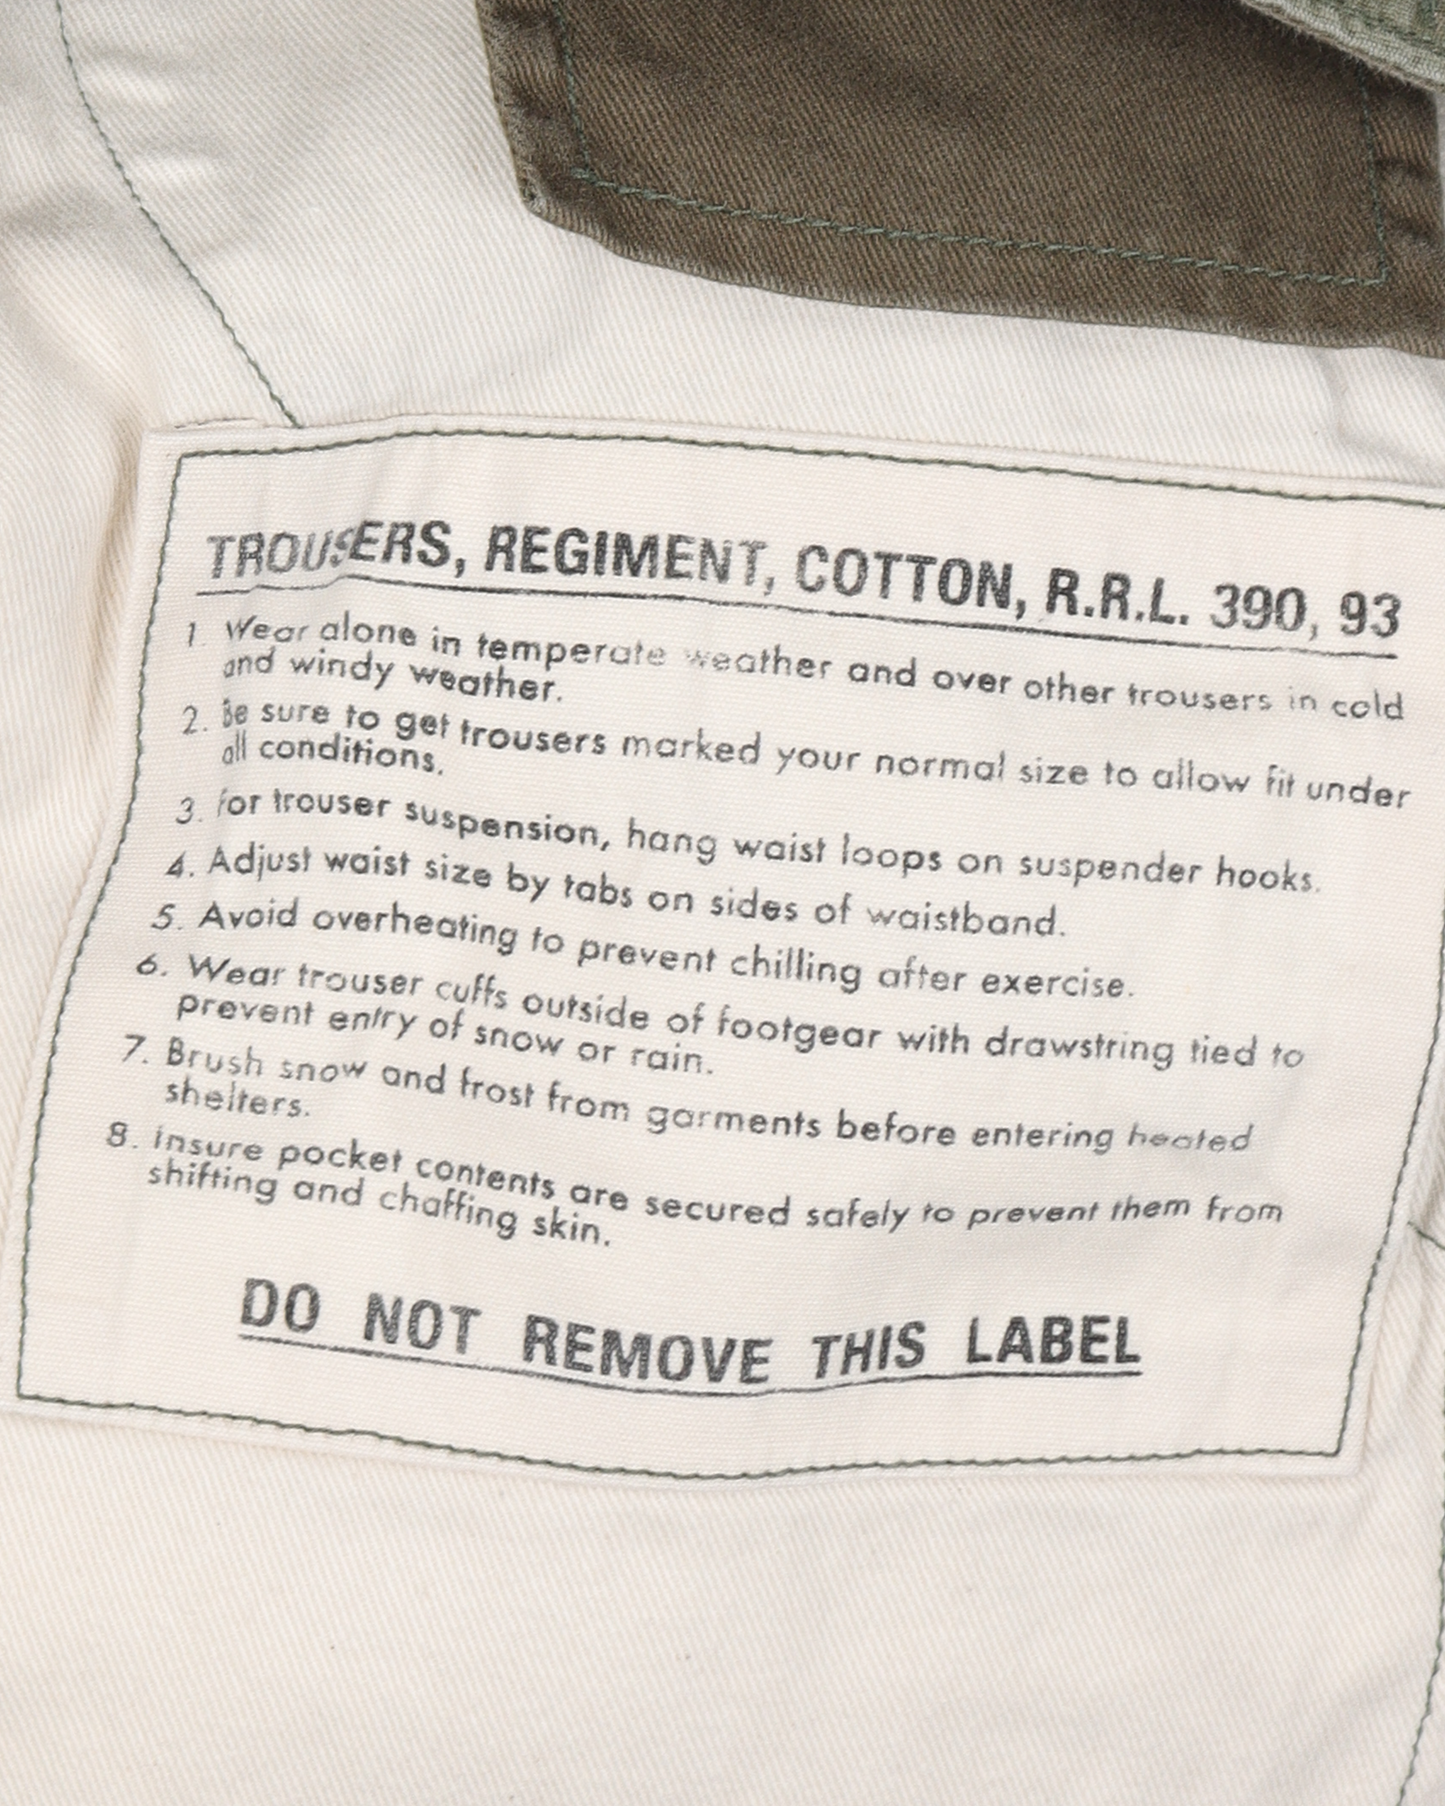 TROUSERS, REGIMENT, COTTON, R.R.L. 390, 93
1. Wear alone in temperate weather and over other trousers in cold
and windy weather.
2. Be sure to get trousers marked your normal size to allow fit under
all conditions.
3. For trouser suspension, hang waist loops on suspender hooks.
4. Adjust waist size by tabs on sides of waistband.
5. Avoid overheating to prevent chilling after exercise.
6. Wear trouser cuffs outside of footgear with drawstring tied to
prevent entry of snow or rain.
7. Brush snow and frost from garments before entering heated
shelters.
8. Insure pocket contents are secured safely to prevent them from
shifting and chaffing skin.
DO NOT REMOVE THIS LABEL